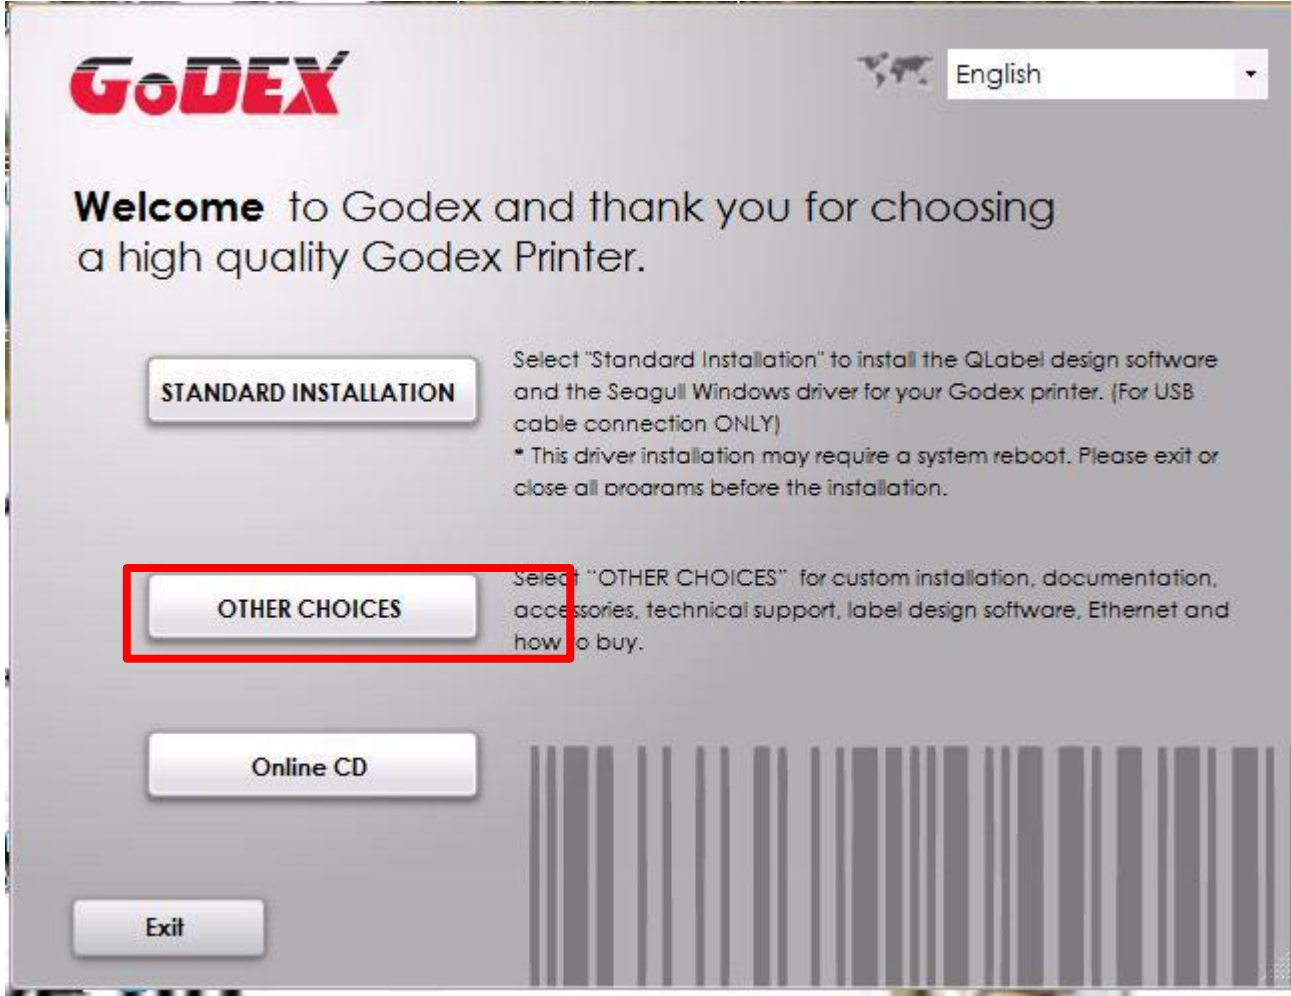 GoDEX
English
Welcome to Godex and thank you for choosing
a high quality Godex Printer.
STANDARD INSTALLATION
Select "Standard Installation" to install the QLabel design software
and the Seagull Windows driver for your Godex printer. (For USB
cable connection ONLY)
* This driver installation may require a system reboot. Please exit or
close all programs before the installation.
OTHER CHOICES
Select “OTHER CHOICES” for custom installation, documentation,
accessories, technical support, label design software, Ethernet and
how to buy.
Online CD
Exit